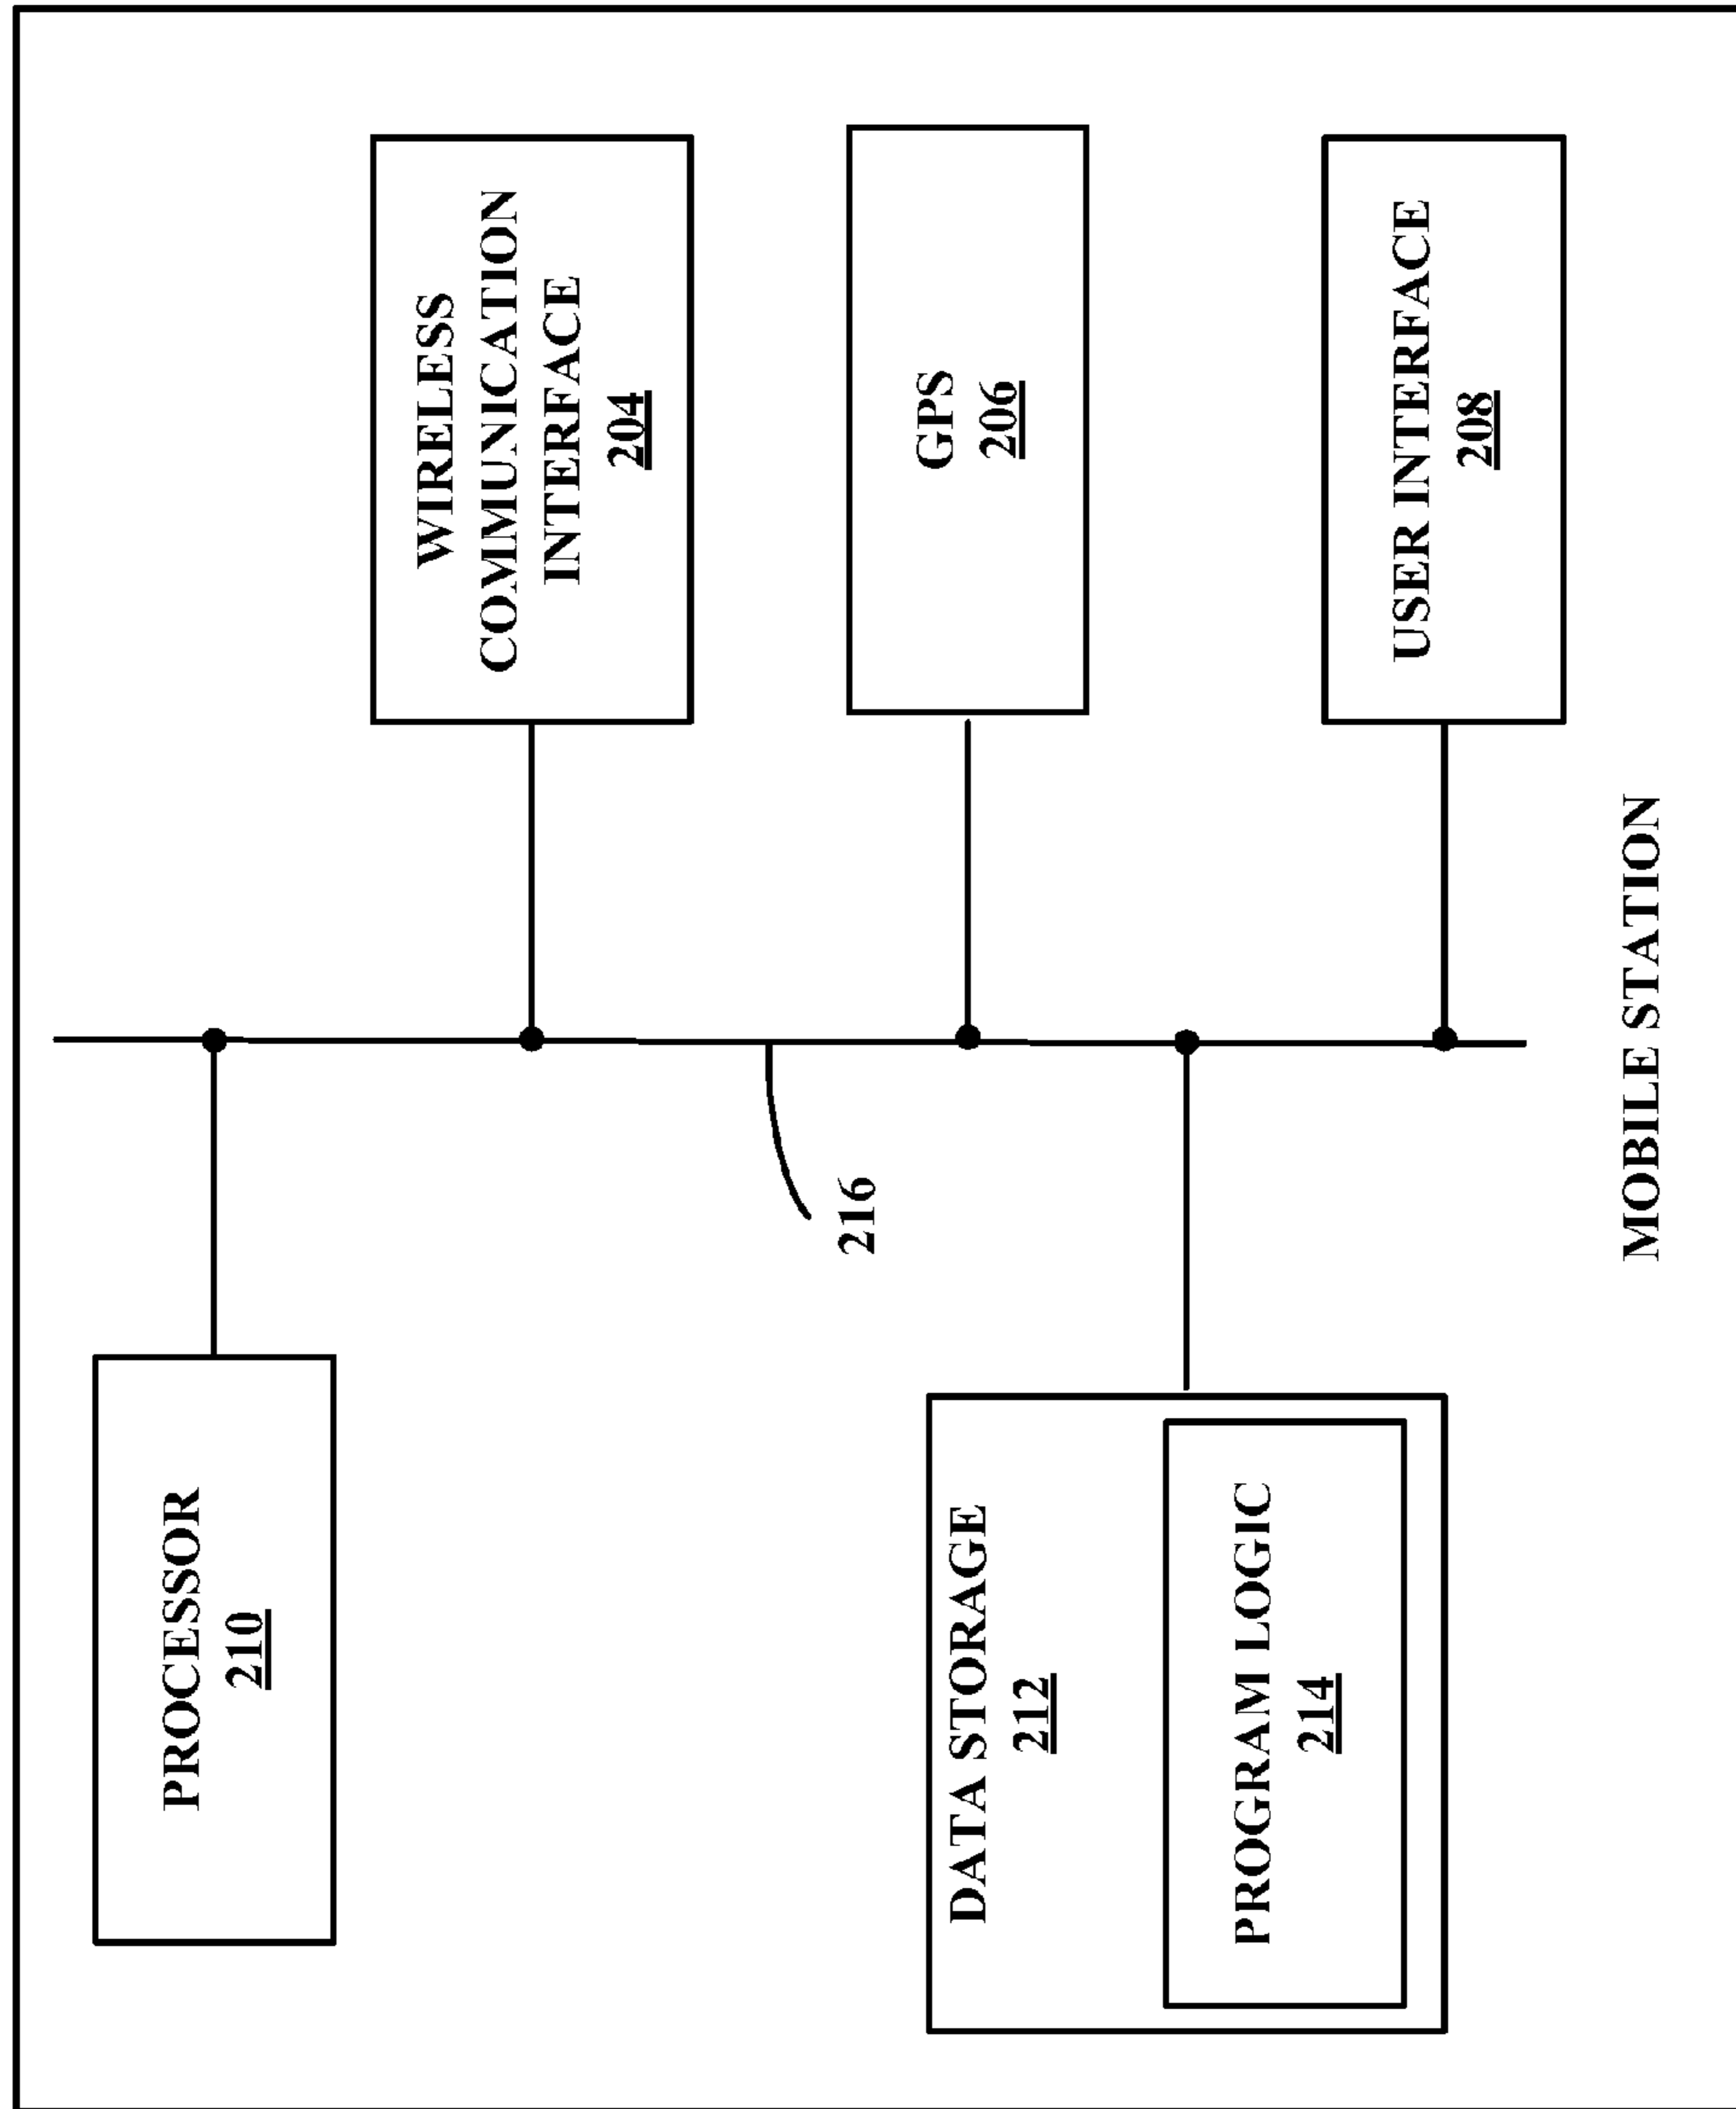 WIRELESS
COMMUNICATION
INTERFACE
204
GPS
206
USER INTERFACE
208
216
PROCESSOR
210
DATA STORAGE
212
PROGRAM LOGIC
214
MOBILE STATION